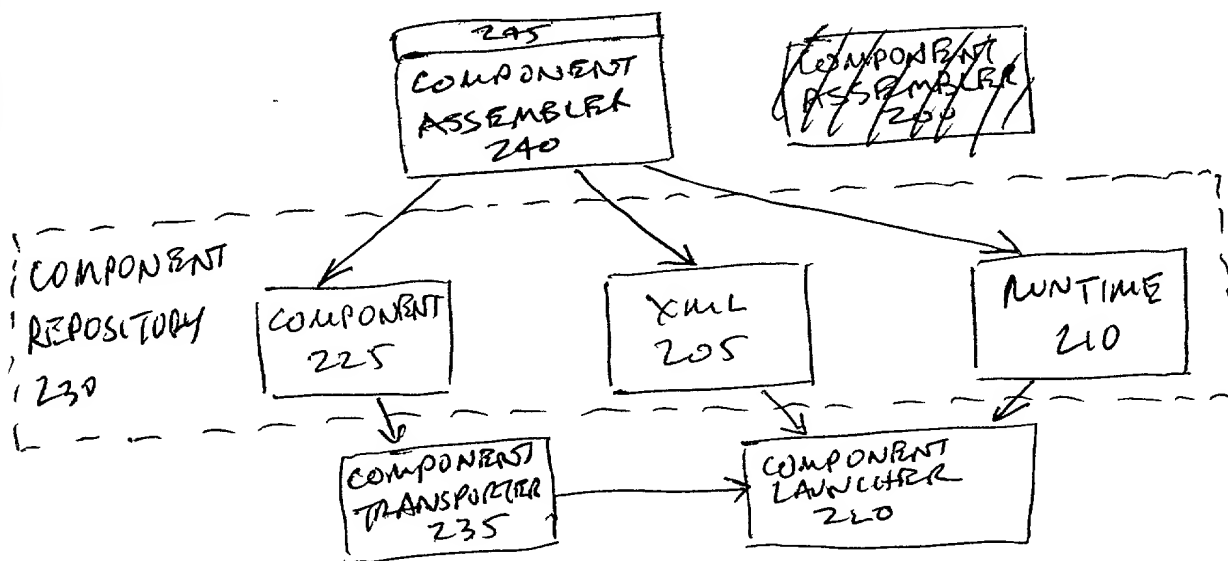 245
COMPONENT
ASSEMBLER
240
COMPONENT
ASSEMBLER
200
COMPONENT
REPOSITORY
230
COMPONENT
225
XML
205
RUNTIME
210
COMPONENT
TRANSPORTER
235
COMPONENT
LAUNCHER
220